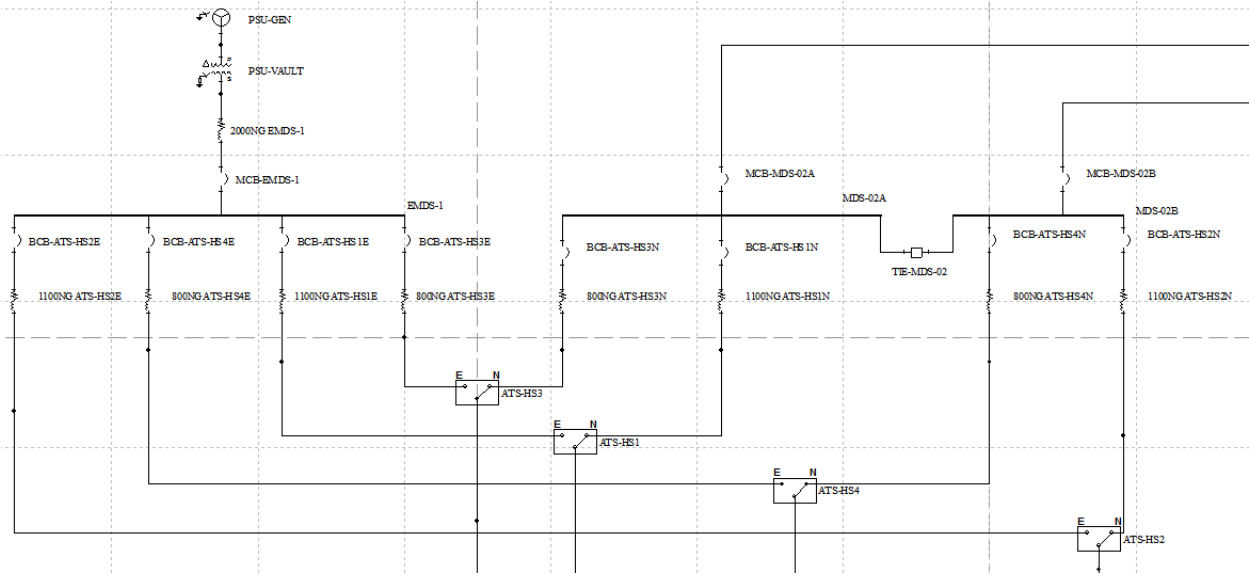 PSU-GEN
P
Δ
S
PSU-VAULT
2000NG EMDS-1
MCB-EMDS-1
MCB-MDS-02A
MCB-MDS-02B
EMDS-1
MDS-02A
MDS-02B
BCB-ATS-HS2E
BCB-ATS-HS4E
BCB-ATS-HS1E
BCB-ATS-HS3E
BCB-ATS-HS3N
BCB-ATS-HS1N
BCB-ATS-HS4N
BCB-ATS-HS2N
TIE-MDS-02
1100NGATS-HS2E
800NGATS-HS4E
1100NGATS-HS1E
800NGATS-HS3E
800NGATS-HS3N
1100NGATS-HS1N
800NGATS-HS4N
1100NGATS-HS2N
E N
ATS-HS3
E N
ATS-HS1
E N
ATS-HS4
E N
ATS-HS2